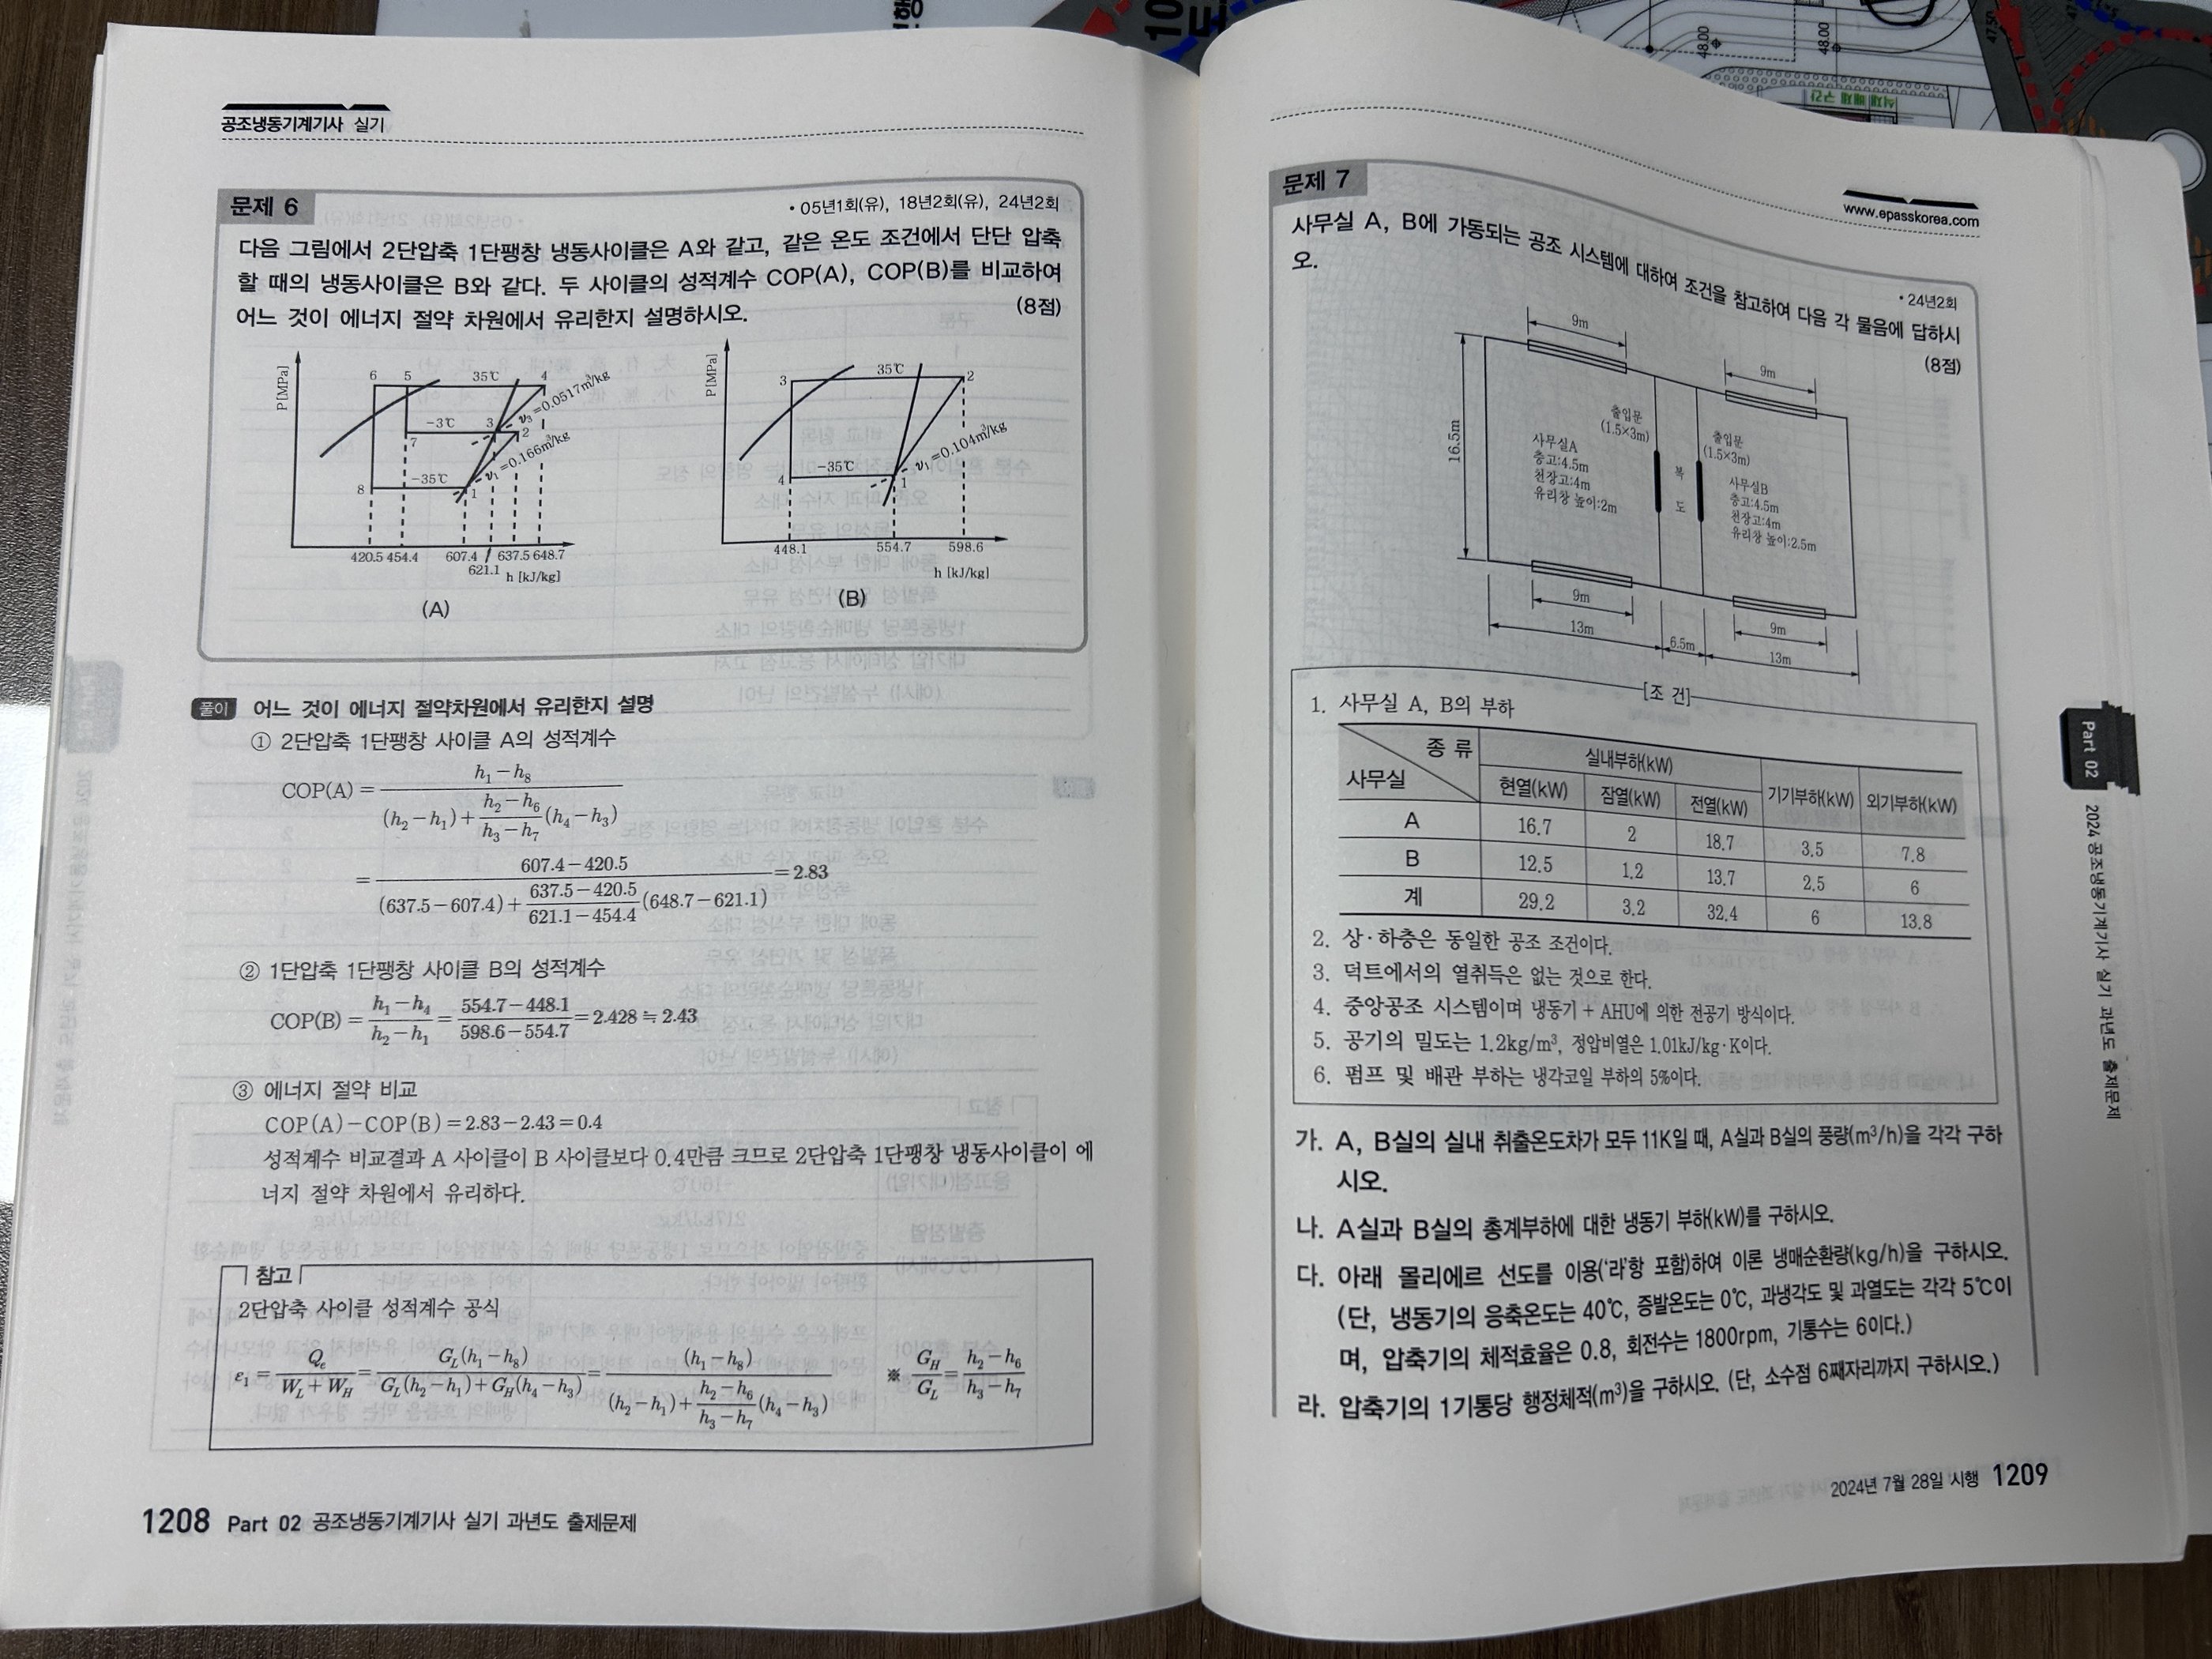 공조냉동기계기사 실기
문제 6
• 05년1회(유), 18년2회(유), 24년2회
다음 그림에서 2단압축 1단팽창 냉동사이클은 A와 같고, 같은 온도 조건에서 단단 압축
할 때의 냉동사이클은 B와 같다. 두 사이클의 성적계수 COP(A), COP(B)를 비교하여
어느 것이 에너지 절약 차원에서 유리한지 설명하시오. (8점)
P[MPa]
6 5 35℃ 4
v₃=0.0517m³/kg
-3℃ 3 2
7
v₁=0.166m³/kg
8 -35℃ 1
420.5 454.4 607.4 637.5 648.7
621.1 h [kJ/kg]
(A)
P[MPa]
3 35℃ 2
v₁=0.104m³/kg
-35℃
4 1
448.1 554.7 598.6
h [kJ/kg]
(B)
풀이 어느 것이 에너지 절약차원에서 유리한지 설명
① 2단압축 1단팽창 사이클 A의 성적계수
COP(A) = (h₁-h₈) / ((h₂-h₁)+(h₂-h₆)/(h₃-h₇)(h₄-h₃))
= (607.4-420.5) / ((637.5-607.4)+(637.5-420.5)/(621.1-454.4)(648.7-621.1)) = 2.83
② 1단압축 1단팽창 사이클 B의 성적계수
COP(B) = (h₁-h₄)/(h₂-h₁) = (554.7-448.1)/(598.6-554.7) = 2.428 ≒ 2.43
③ 에너지 절약 비교
COP(A)-COP(B)=2.83-2.43=0.4
성적계수 비교결과 A 사이클이 B 사이클보다 0.4만큼 크므로 2단압축 1단팽창 냉동사이클이 에
너지 절약 차원에서 유리하다.
참고
2단압축 사이클 성적계수 공식
ε₁ = Qe/(W_L+W_H) = G_L(h₁-h₈)/(G_L(h₂-h₁)+G_H(h₄-h₃)) = (h₁-h₈)/((h₂-h₁)+(h₂-h₆)/(h₃-h₇)(h₄-h₃)) ※ G_H/G_L = (h₂-h₆)/(h₃-h₇)
1208 Part 02 공조냉동기계기사 실기 과년도 출제문제
www.epasskorea.com
문제 7
• 24년2회
사무실 A, B에 가동되는 공조 시스템에 대하여 조건을 참고하여 다음 각 물음에 답하시
오. (8점)
9m
9m
16.5m
출입문
(1.5×3m)
사무실A
층고:4.5m
천장고:4m
유리창 높이:2m
복
도
출입문
(1.5×3m)
사무실B
층고:4.5m
천장고:4m
유리창 높이:2.5m
9m
9m
13m
6.5m
13m
[조 건]
1. 사무실 A, B의 부하
종 류 실내부하(kW) 기기부하(kW) 외기부하(kW)
사무실 현열(kW) 잠열(kW) 전열(kW)
A 16.7 2 18.7 3.5 7.8
B 12.5 1.2 13.7 2.5 6
계 29.2 3.2 32.4 6 13.8
2. 상·하층은 동일한 공조 조건이다.
3. 덕트에서의 열취득은 없는 것으로 한다.
4. 중앙공조 시스템이며 냉동기 + AHU에 의한 전공기 방식이다.
5. 공기의 밀도는 1.2kg/m³, 정압비열은 1.01kJ/kg·K이다.
6. 펌프 및 배관 부하는 냉각코일 부하의 5%이다.
가. A, B실의 실내 취출온도차가 모두 11K일 때, A실과 B실의 풍량(m³/h)을 각각 구하
시오.
나. A실과 B실의 총계부하에 대한 냉동기 부하(kW)를 구하시오.
다. 아래 몰리에르 선도를 이용('라'항 포함)하여 이론 냉매순환량(kg/h)을 구하시오.
(단, 냉동기의 응축온도는 40℃, 증발온도는 0℃, 과냉각도 및 과열도는 각각 5℃이
며, 압축기의 체적효율은 0.8, 회전수는 1800rpm, 기통수는 6이다.)
라. 압축기의 1기통당 행정체적(m³)을 구하시오. (단, 소수점 6째자리까지 구하시오.)
2024년 7월 28일 시행 1209
Part 02
2024 공조냉동기계기사 실기 과년도 출제문제
48.00
48.00